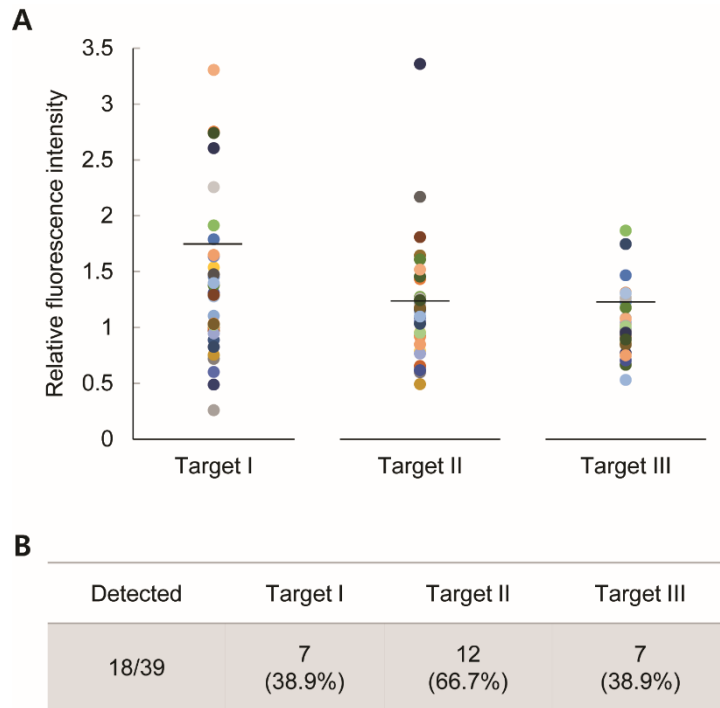 A
Relative fluorescence intensity
3.5
3
2.5
2
1.5
1
0.5
0
Target I
Target II
Target III
B
Detected
Target I
Target II
Target III
18/39
7
(38.9%)
12
(66.7%)
7
(38.9%)